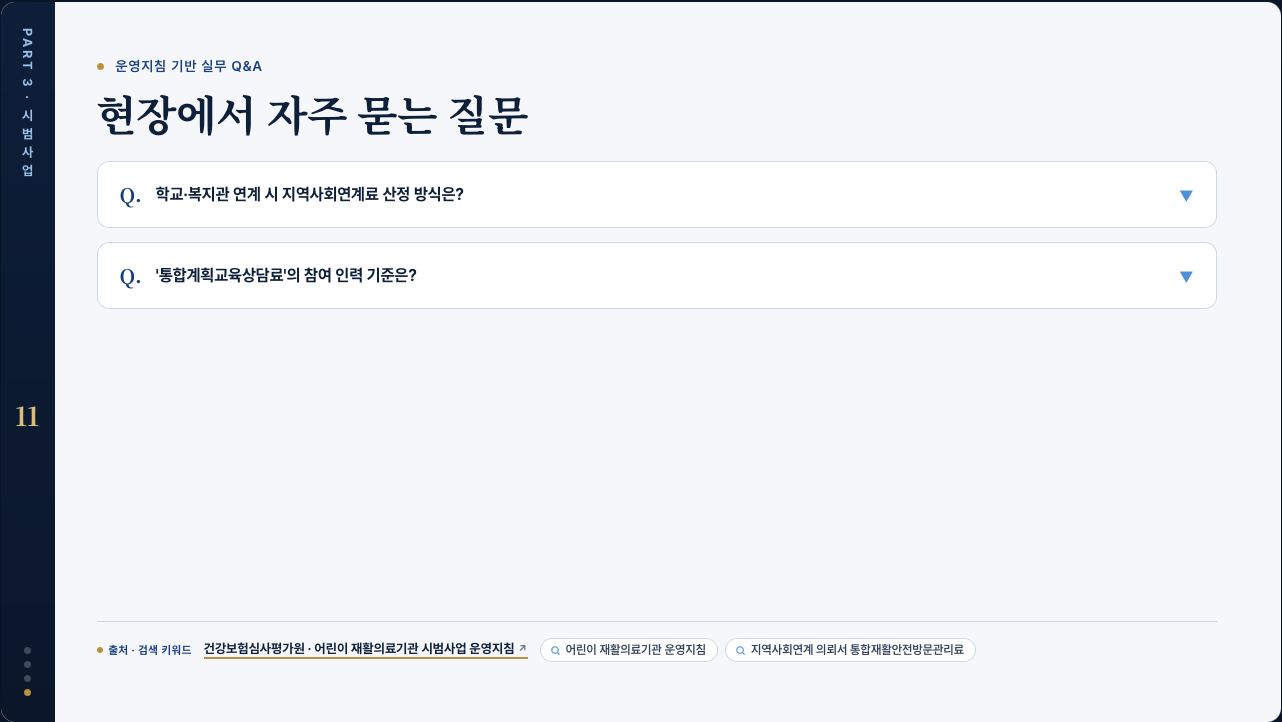 PART 3 · 시범사업
11
운영지침 기반 실무 Q&A
현장에서 자주 묻는 질문
Q. 학교·복지관 연계 시 지역사회연계료 산정 방식은? ▼
Q. '통합계획교육상담료'의 참여 인력 기준은? ▼
출처 · 검색 키워드 건강보험심사평가원 · 어린이 재활의료기관 시범사업 운영지침 ↗ 어린이 재활의료기관 운영지침 지역사회연계 의뢰서 통합재활안전방문관리료